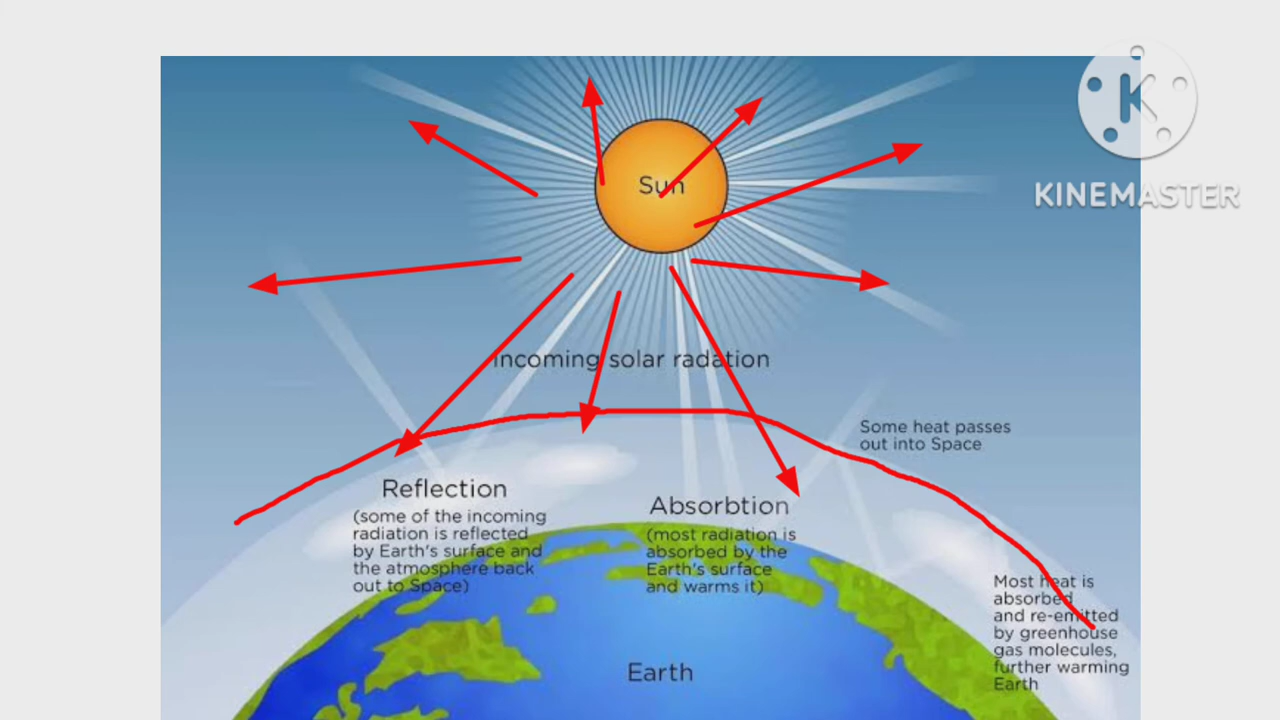 KINEMASTER
Sun
Incoming solar radation
Some heat passes
out into Space
Reflection
(some of the incoming
radiation is reflected
by Earth's surface and
the atmosphere back
out to Space)
Absorbtion
(most radiation is
absorbed by the
Earth's surface
and warms it)
Most heat is
absorbed
and re-emitted
by greenhouse
gas molecules,
further warming
Earth
Earth